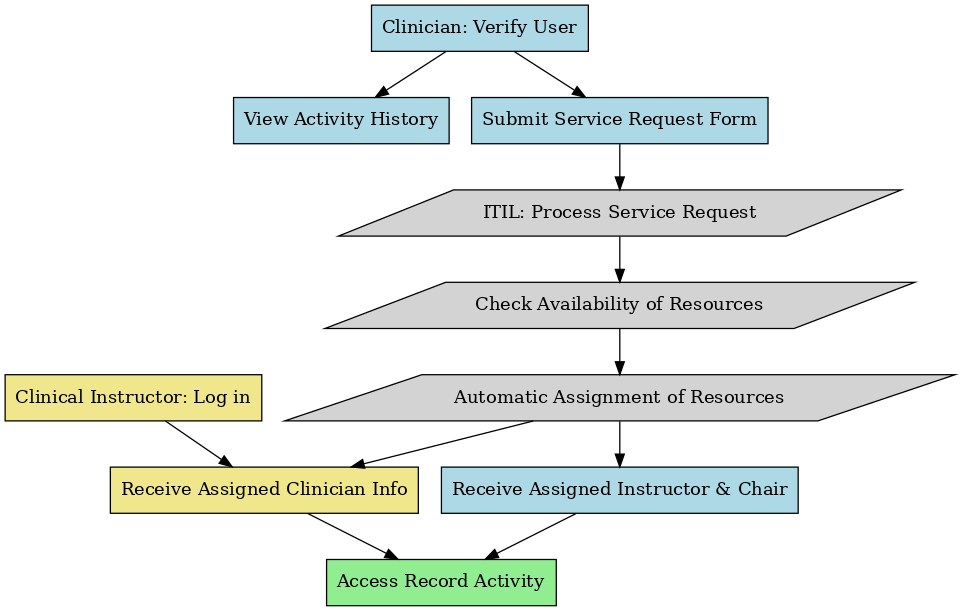 Clinician: Verify User
View Activity History
Submit Service Request Form
ITIL: Process Service Request
Check Availability of Resources
Clinical Instructor: Log in
Automatic Assignment of Resources
Receive Assigned Clinician Info
Receive Assigned Instructor & Chair
Access Record Activity